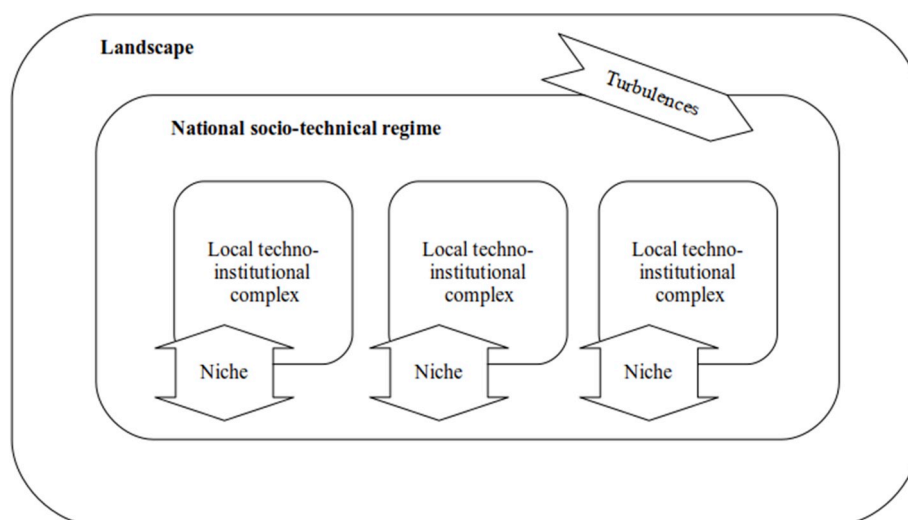 Landscape
Turbulences
National socio-technical regime
Local techno-
institutional
complex
Local techno-
institutional
complex
Local techno-
institutional
complex
Niche
Niche
Niche